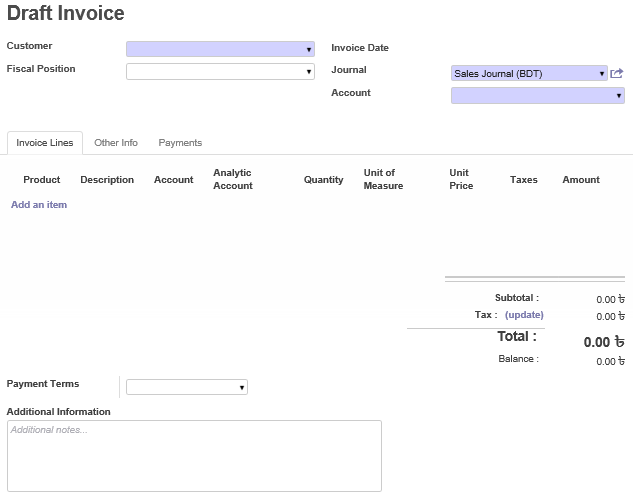 Draft Invoice
Customer
Invoice Date
Fiscal Position
Journal
Sales Journal (BDT)
Account
Invoice Lines Other Info Payments
Product Description Account Analytic Account Quantity Unit of Measure Unit Price Taxes Amount
Add an item
Subtotal : 0.00 ৳
Tax : (update) 0.00 ৳
Total : 0.00 ৳
Balance : 0.00 ৳
Payment Terms
Additional Information
Additional notes...